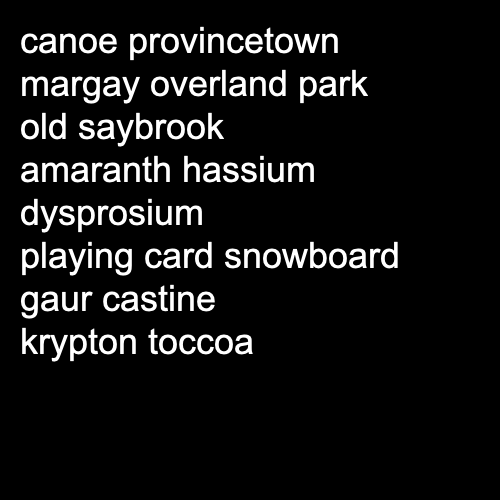 canoe provincetown
margay overland park
old saybrook
amaranth hassium
dysprosium
playing card snowboard
gaur castine
krypton toccoa